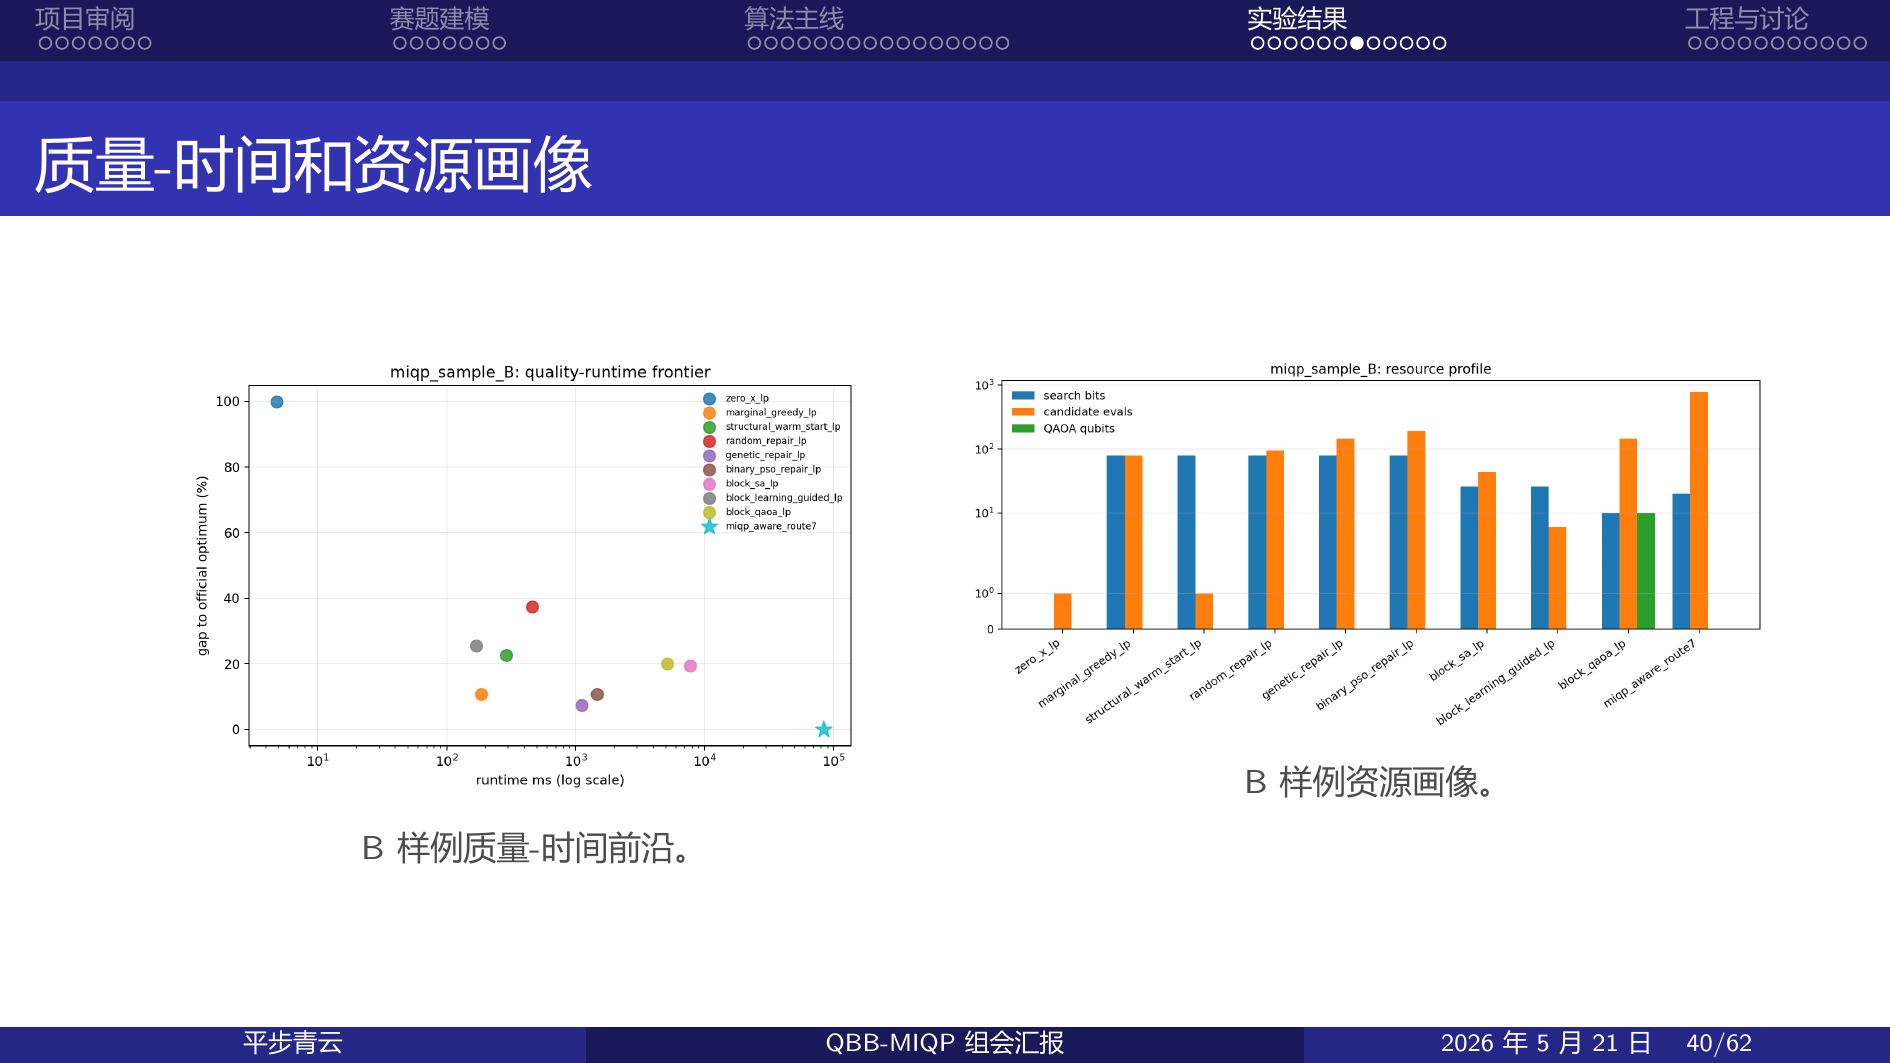 项目审阅 赛题建模 算法主线 实验结果 工程与讨论
质量-时间和资源画像
miqp_sample_B: quality-runtime frontier
gap to official optimum (%)
100
80
60
40
20
0
zero_x_lp
marginal_greedy_lp
structural_warm_start_lp
random_repair_lp
genetic_repair_lp
binary_pso_repair_lp
block_sa_lp
block_learning_guided_lp
block_qaoa_lp
miqp_aware_route7
10¹ 10² 10³ 10⁴ 10⁵
runtime ms (log scale)
B 样例质量-时间前沿。
miqp_sample_B: resource profile
10³
10²
10¹
10⁰
0
search bits
candidate evals
QAOA qubits
zero_x_lp
marginal_greedy_lp
structural_warm_start_lp
random_repair_lp
genetic_repair_lp
binary_pso_repair_lp
block_sa_lp
block_learning_guided_lp
block_qaoa_lp
miqp_aware_route7
B 样例资源画像。
平步青云 QBB-MIQP 组会汇报 2026 年 5 月 21 日 40/62